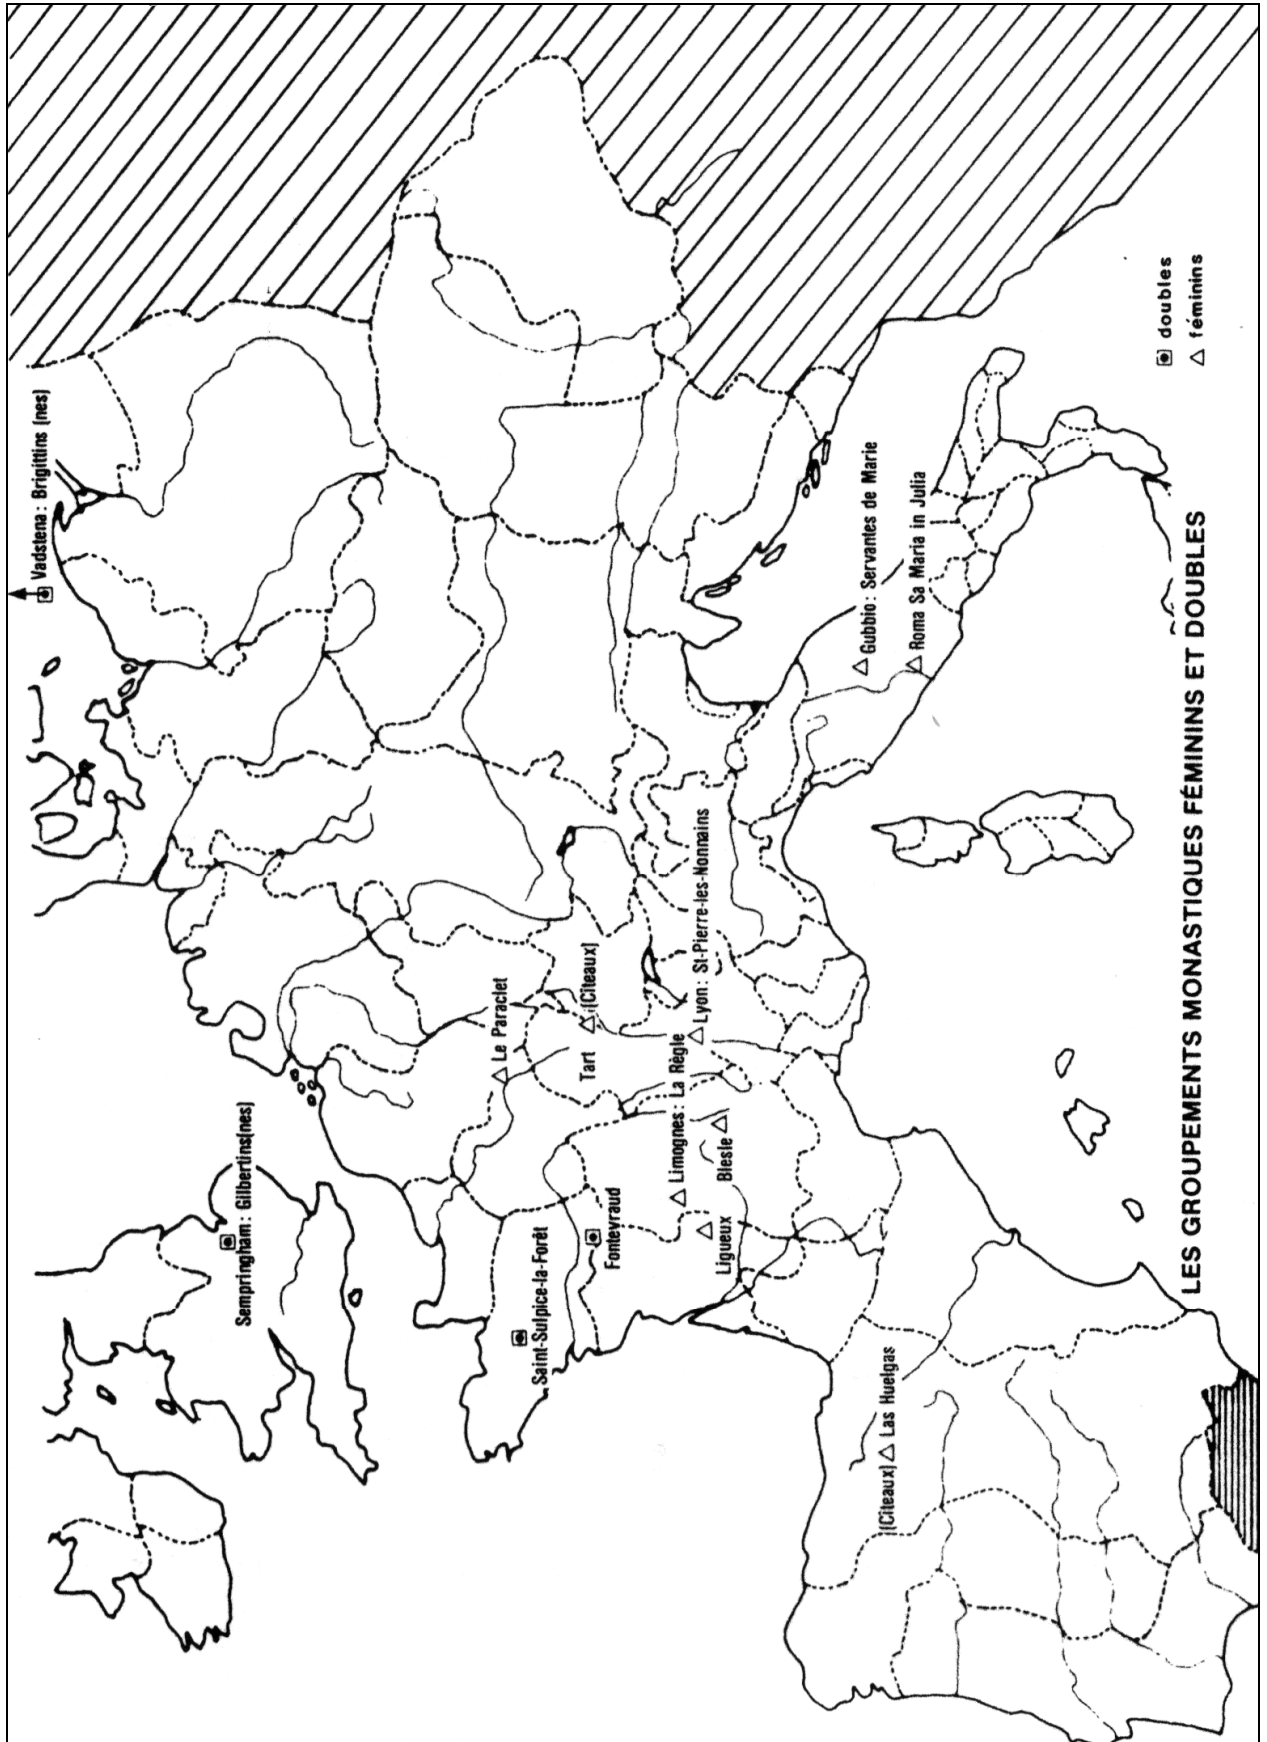 Vadstena : Brigittins (nes)
Sempringham : Gilbertins(nes)
Le Paraclet
Saint-Sulpice-la-Forêt
Tart
(Cîteaux)
Fontevraud
Limognes : La Règle
Lyon : St-Pierre-les-Nonnains
Ligueux
Blesle
Gubbio : Servantes de Marie
Roma Sa Maria in Julia
(Cîteaux)
Las Huelgas
doubles
féminins
LES GROUPEMENTS MONASTIQUES FÉMININS ET DOUBLES